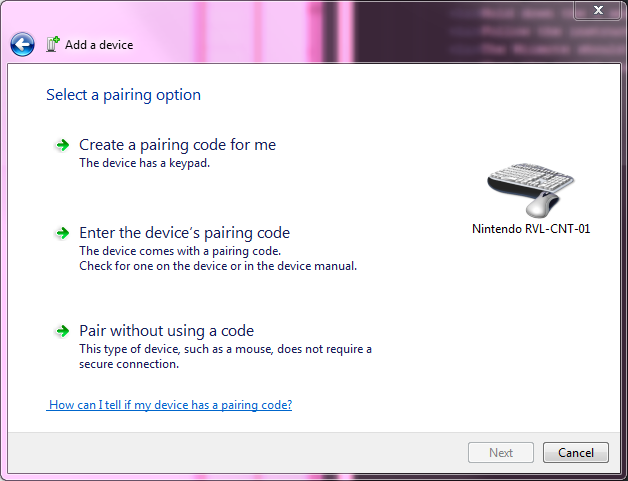 Add a device
Select a pairing option
Create a pairing code for me
The device has a keypad.
Enter the device's pairing code
The device comes with a pairing code.
Check for one on the device or in the device manual.
Nintendo RVL-CNT-01
Pair without using a code
This type of device, such as a mouse, does not require a
secure connection.
How can I tell if my device has a pairing code?
Next
Cancel